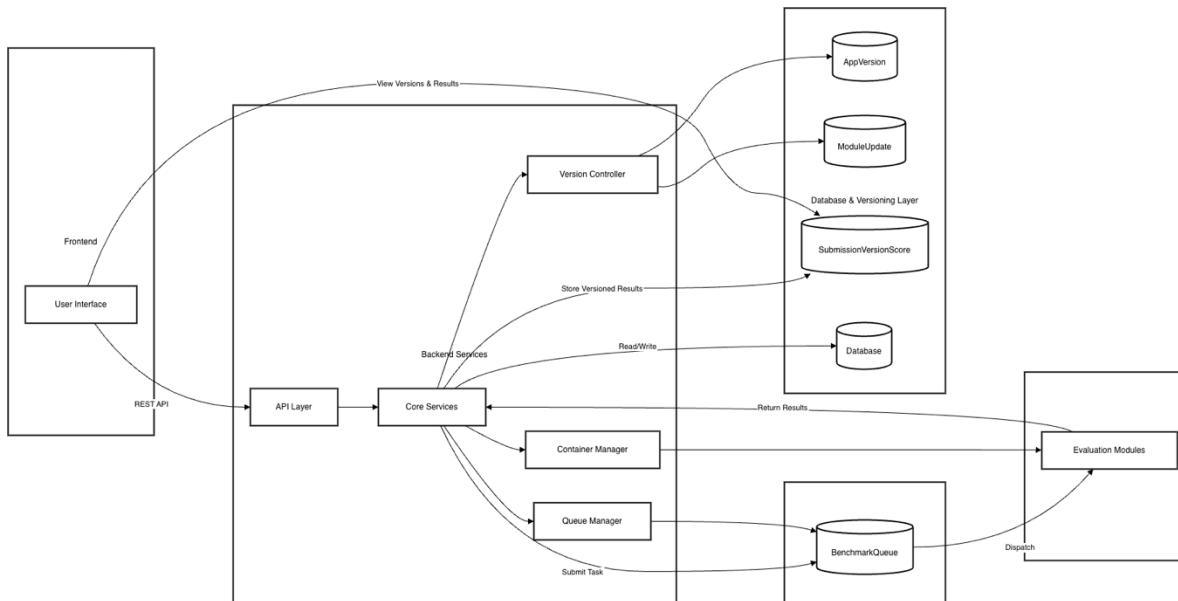 AppVersion
View Versions & Results
ModuleUpdate
Version Controller
Database & Versioning Layer
Frontend
SubmissionVersionScore
Store Versioned Results
User Interface
Read/Write
Database
Backend Services
REST API
API Layer
Core Services
Return Results
Container Manager
Evaluation Modules
Queue Manager
BenchmarkQueue
Dispatch
Submit Task